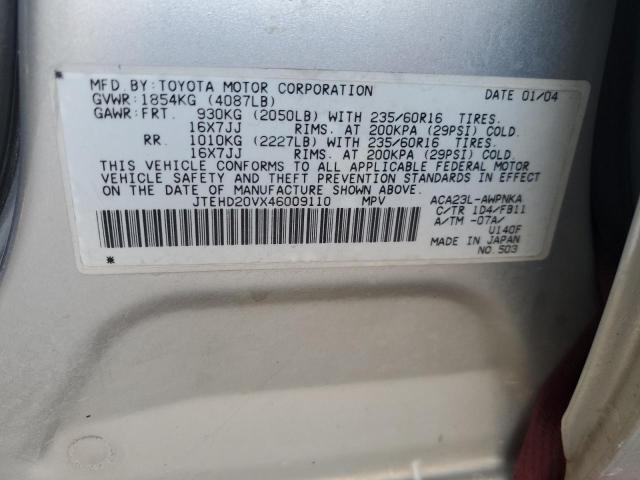 MFD. BY: TOYOTA MOTOR CORPORATION DATE 01/04
GVWR: 1854KG (4087LB)
GAWR: FRT. 930KG (2050LB) WITH 235/60R16 TIRES.
16X7JJ RIMS. AT 200KPA (29PSI) COLD.
RR. 1010KG (2227LB) WITH 235/60R16 TIRES.
16X7JJ RIMS. AT 200KPA (29PSI) COLD.
THIS VEHICLE CONFORMS TO ALL APPLICABLE FEDERAL MOTOR
VEHICLE SAFETY AND THEFT PREVENTION STANDARDS IN EFFECT
ON THE DATE OF MANUFACTURE SHOWN ABOVE.
JTEHD20VX46009110 MPV ACA23L-AWPNKA
C/TR 1D4/FB11
A/TM -07A/
U140F
MADE IN JAPAN
NO.503